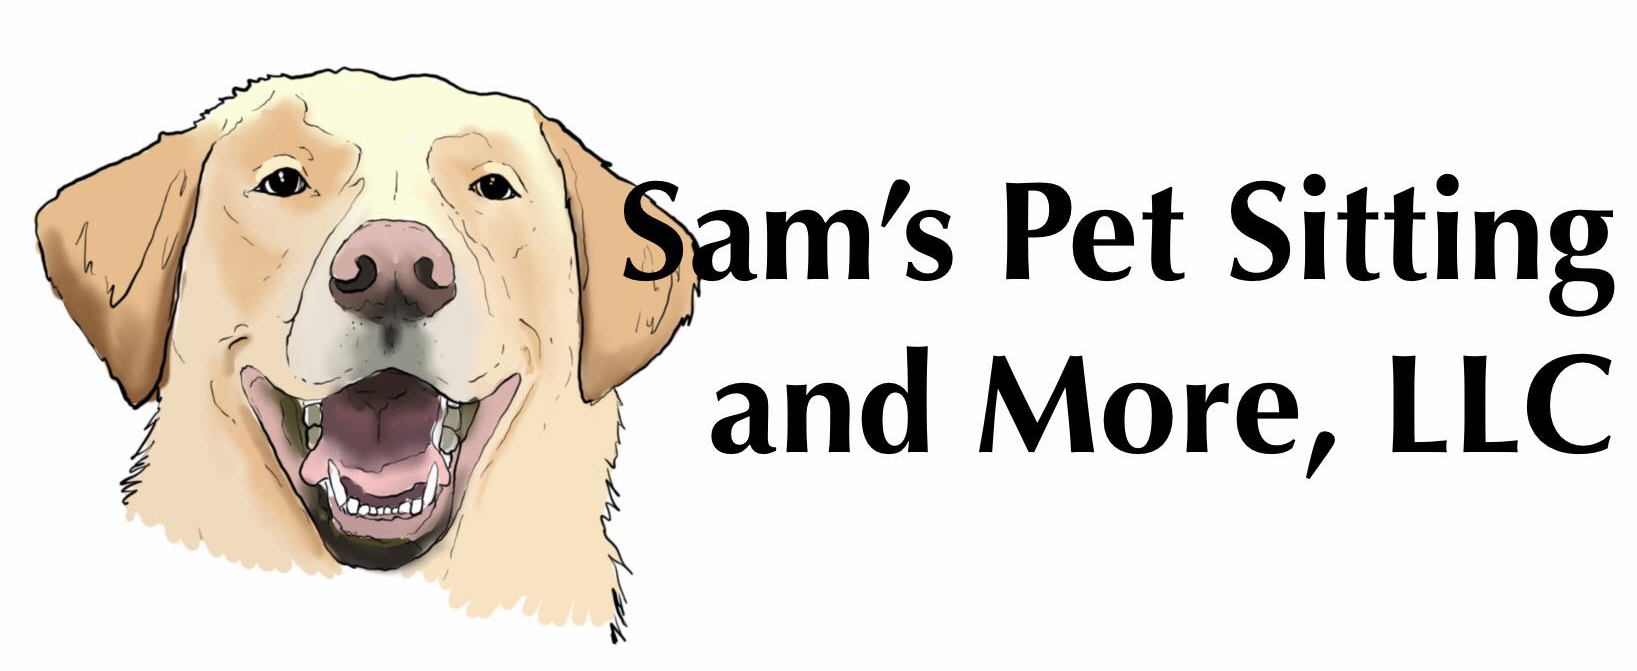 Sam’s Pet Sitting
and More, LLC